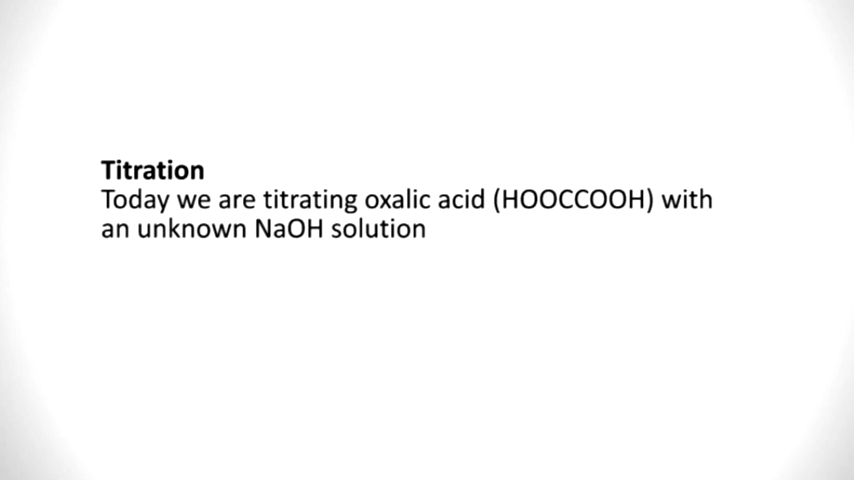 Titration
Today we are titrating oxalic acid (HOOCCOOH) with
an unknown NaOH solution